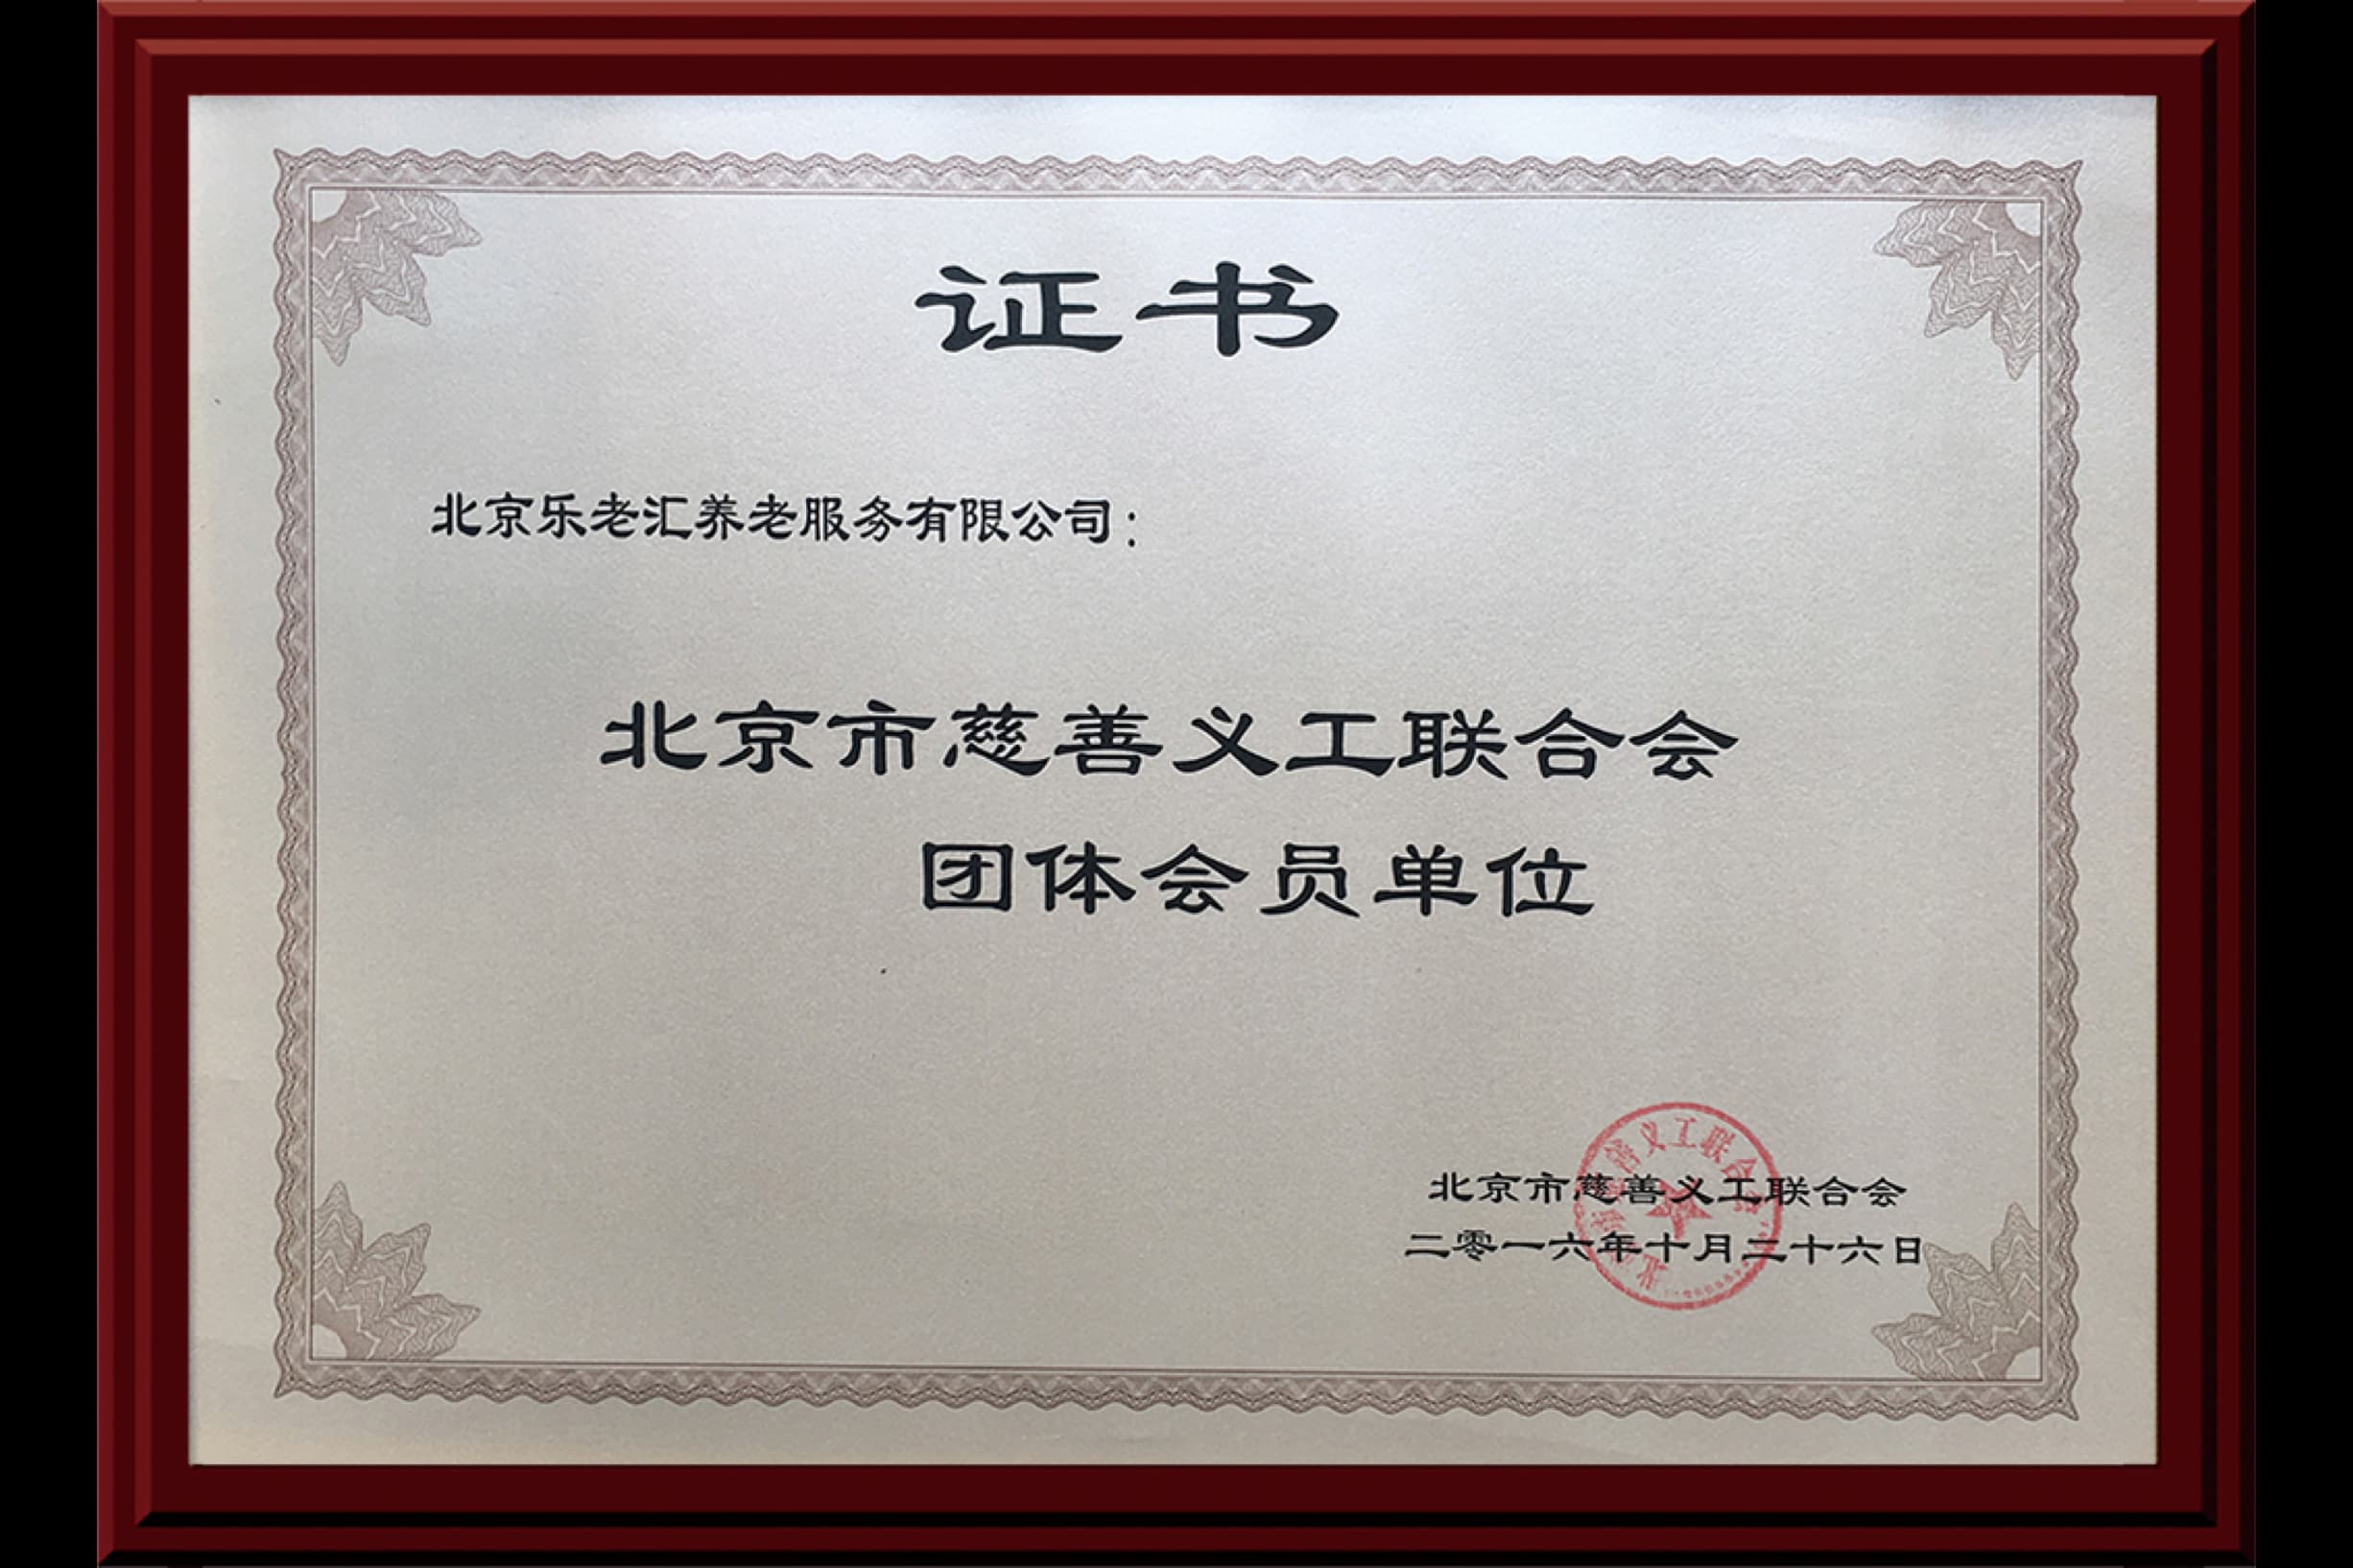 证书
北京乐老汇养老服务有限公司：
北京市慈善义工联合会
团体会员单位
北京市慈善义工联合会
二零一六年十月二十六日